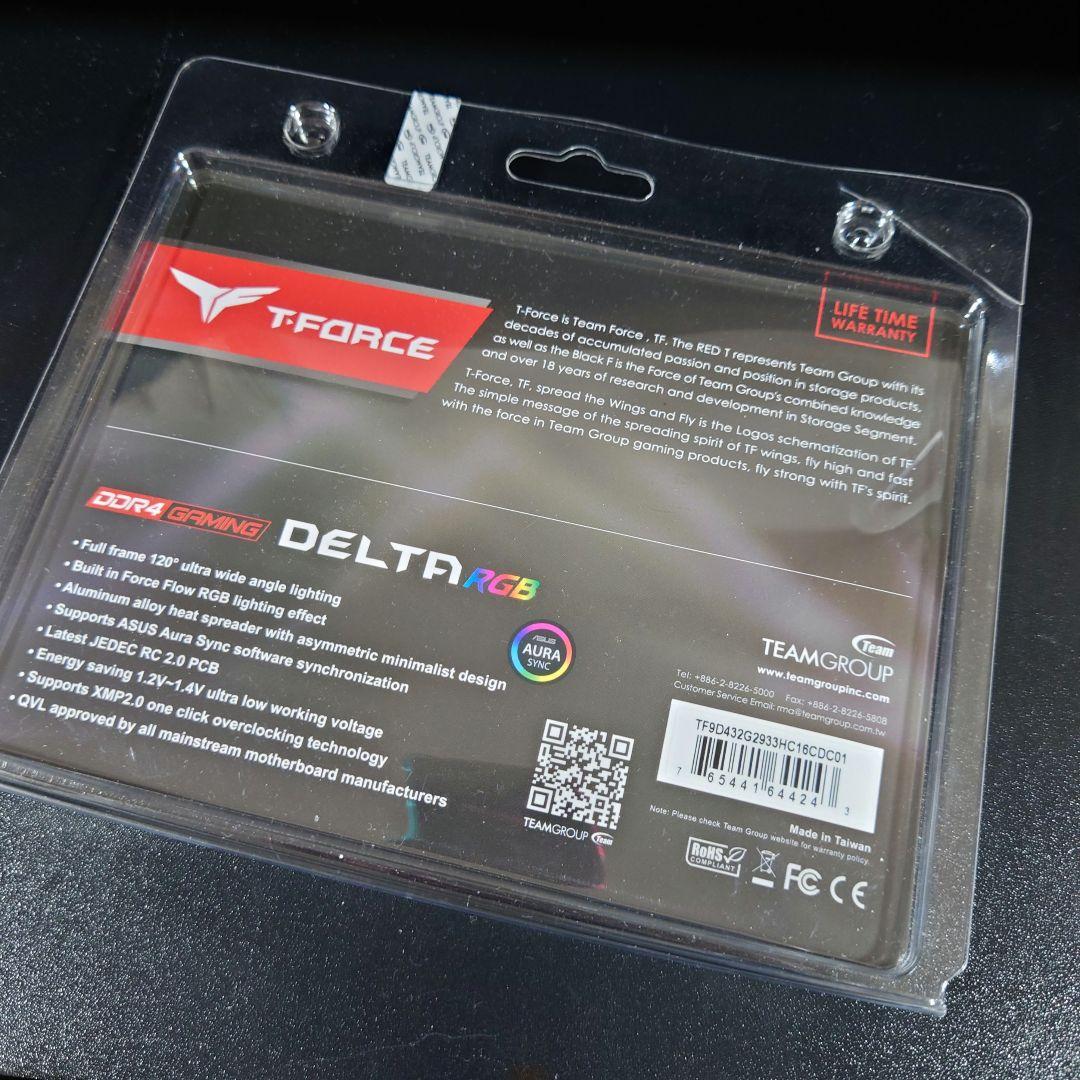 T-FORCE
LIFE TIME
WARRANTY
T-Force is Team Force , TF. The RED T represents Team Group with its
decades of accumulated passion and position in storage products,
as well as the Black F is the Force of Team Group's combined knowledge
and over 18 years of research and development in Storage Segment.
T-Force, TF, spread the Wings and Fly is the Logos schematization of TF.
The simple message of the spreading spirit of TF wings, fly high and fast
with the force in Team Group gaming products, fly strong with TF's spirit.
DDR4 GAMING DELTA RGB
• Full frame 120° ultra wide angle lighting
• Built in Force Flow RGB lighting effect
• Aluminum alloy heat spreader with asymmetric minimalist design
• Supports ASUS Aura Sync software synchronization
• Latest JEDEC RC 2.0 PCB
• Energy saving 1.2V~1.4V ultra low working voltage
• Supports XMP2.0 one click overclocking technology
• QVL approved by all mainstream motherboard manufacturers
ASUS
AURA
SYNC
TEAMGROUP Team
Team
TEAMGROUP
www.teamgroupinc.com
Tel: +886-2-8226-5000 Fax: +886-2-8226-5808
Customer Service Email: rma@teamgroup.com.tw
TF9D432G2933HC16CDC01
7 65441 64424 3
Made in Taiwan
Note: Please check Team Group website for warranty policy.
RoHS
COMPLIANT
FC CE